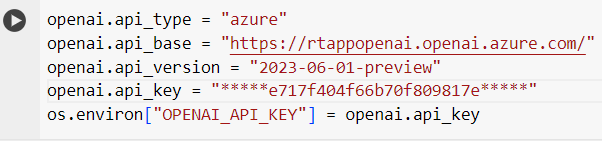 openai.api_type = "azure"
openai.api_base = "https://rtappopenai.openai.azure.com/"
openai.api_version = "2023-06-01-preview"
openai.api_key = "*****e717f404f66b70f809817e*****"
os.environ["OPENAI_API_KEY"] = openai.api_key